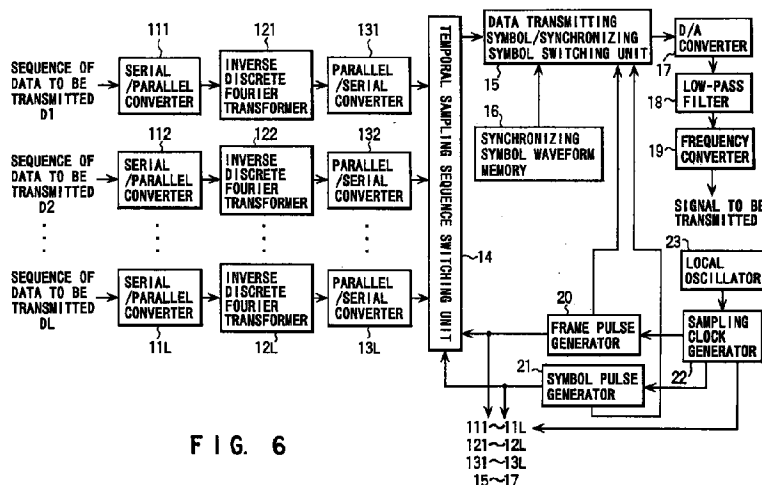 111
121
131
SEQUENCE OF
DATA TO BE
TRANSMITTED
D1
SERIAL
/PARALLEL
CONVERTER
INVERSE
DISCRETE
FOURIER
TRANSFORMER
PARALLEL
/SERIAL
CONVERTER
112
122
132
SEQUENCE OF
DATA TO BE
TRANSMITTED
D2
SERIAL
/PARALLEL
CONVERTER
INVERSE
DISCRETE
FOURIER
TRANSFORMER
PARALLEL
/SERIAL
CONVERTER
SEQUENCE OF
DATA TO BE
TRANSMITTED
DL
SERIAL
/PARALLEL
CONVERTER
INVERSE
DISCRETE
FOURIER
TRANSFORMER
PARALLEL
/SERIAL
CONVERTER
11L
12L
13L
TEMPORAL SAMPLING SEQUENCE SWITCHING UNIT
14
DATA TRANSMITTING
SYMBOL/SYNCHRONIZING
SYMBOL SWITCHING UNIT
15
16
SYNCHRONIZING
SYMBOL WAVEFORM
MEMORY
D/A
CONVERTER
17
LOW-PASS
FILTER
18
FREQUENCY
CONVERTER
19
SIGNAL TO BE
TRANSMITTED
23
LOCAL
OSCILLATOR
20
FRAME PULSE
GENERATOR
SAMPLING
CLOCK
GENERATOR
22
21
SYMBOL PULSE
GENERATOR
111~11L
121~12L
131~13L
15~17
FIG. 6